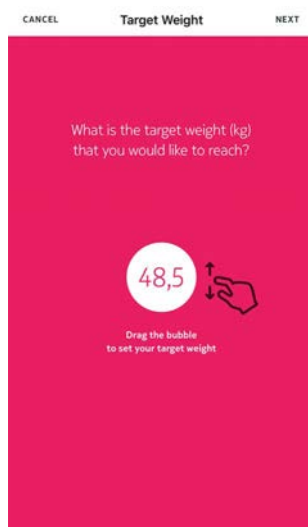 CANCEL Target Weight NEXT
What is the target weight (kg)
that you would like to reach?
48,5
Drag the bubble
to set your target weight